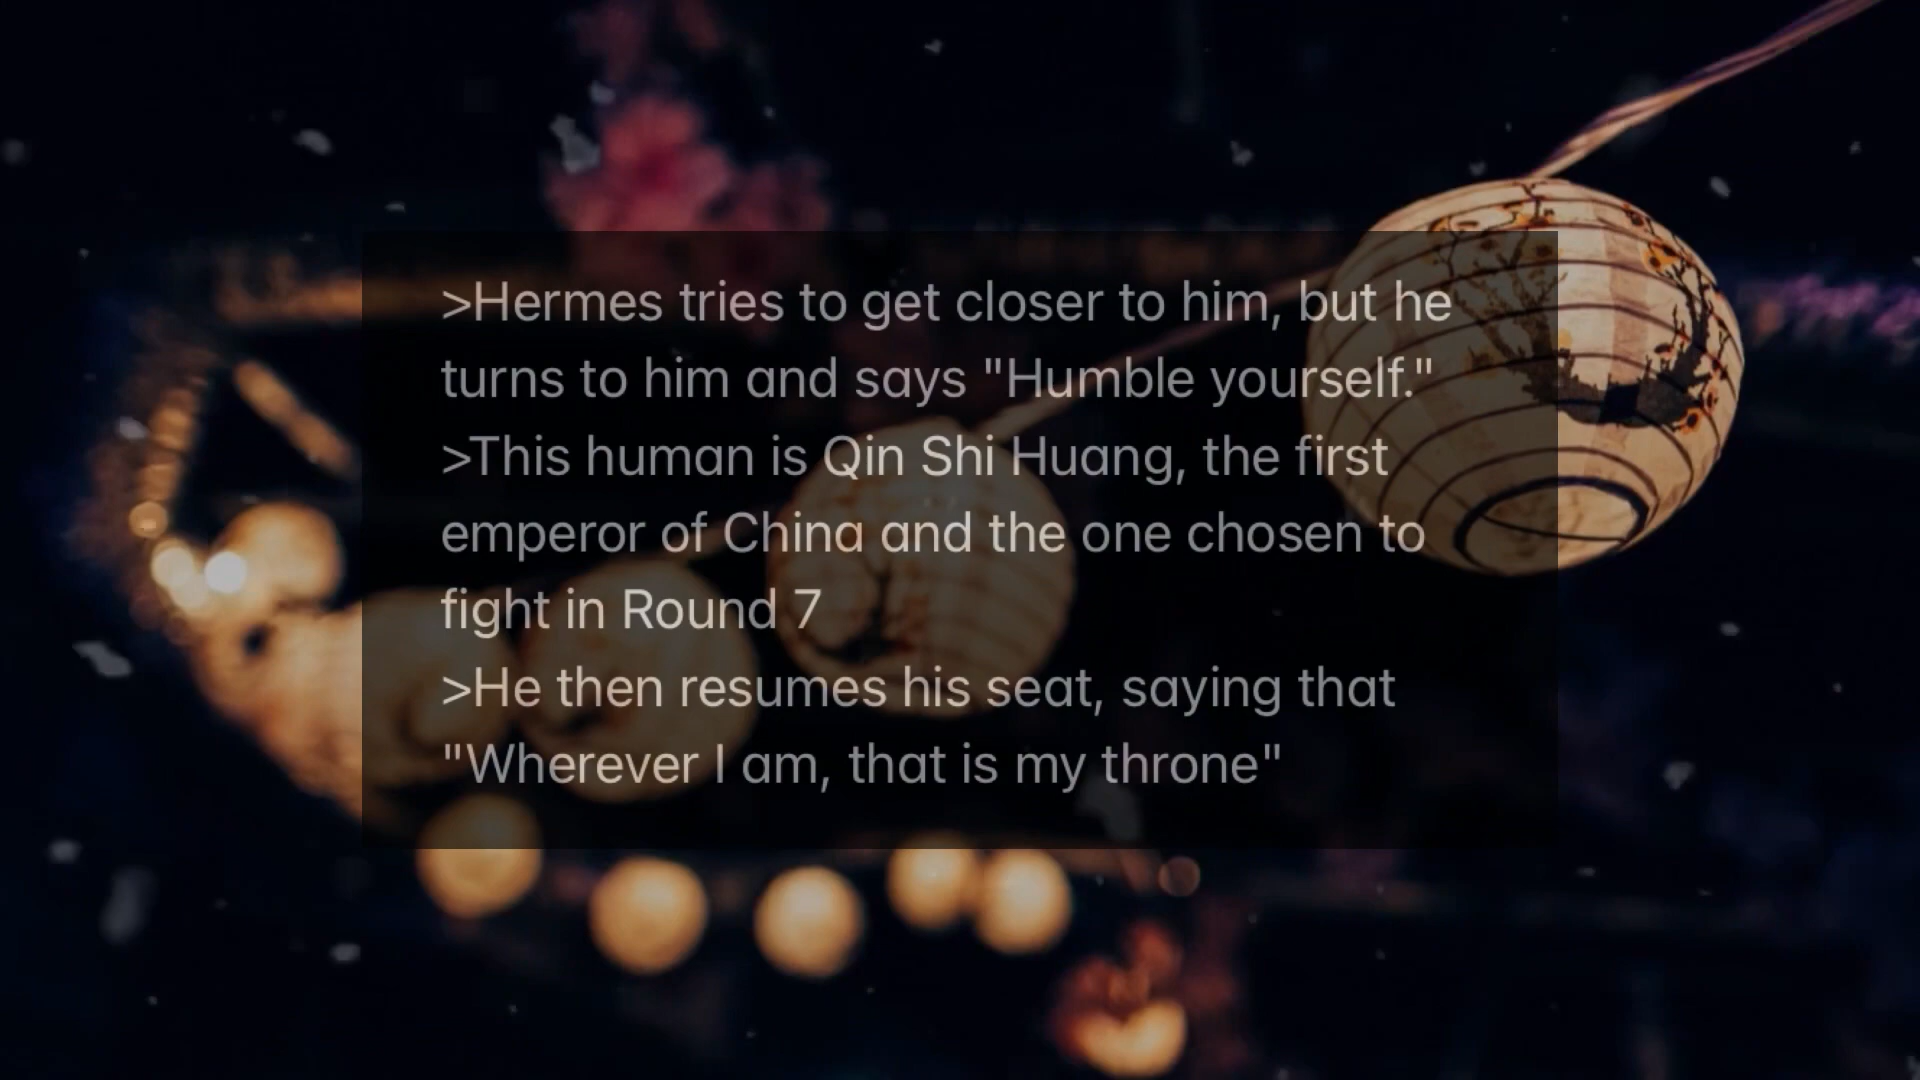 >Hermes tries to get closer to him, but he
turns to him and says "Humble yourself."
>This human is Qin Shi Huang, the first
emperor of China and the one chosen to
fight in Round 7
>He then resumes his seat, saying that
"Wherever I am, that is my throne"